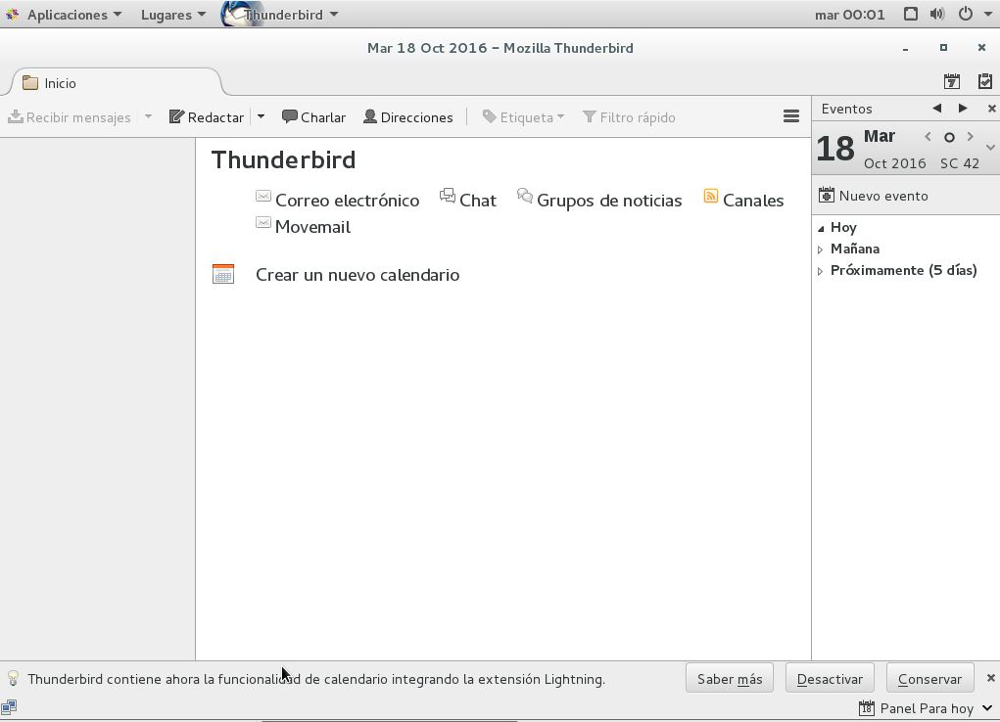 Aplicaciones Lugares Thunderbird mar 00:01
Mar 18 Oct 2016 – Mozilla Thunderbird
Inicio 7
Recibir mensajes Redactar Charlar Direcciones Etiqueta Filtro rápido
Eventos
18 Mar
Oct 2016 SC 42
Nuevo evento
Hoy
Mañana
Próximamente (5 días)
Thunderbird
Correo electrónico Chat Grupos de noticias Canales
Movemail
Crear un nuevo calendario
Thunderbird contiene ahora la funcionalidad de calendario integrando la extensión Lightning. Saber más Desactivar Conservar
18 Panel Para hoy